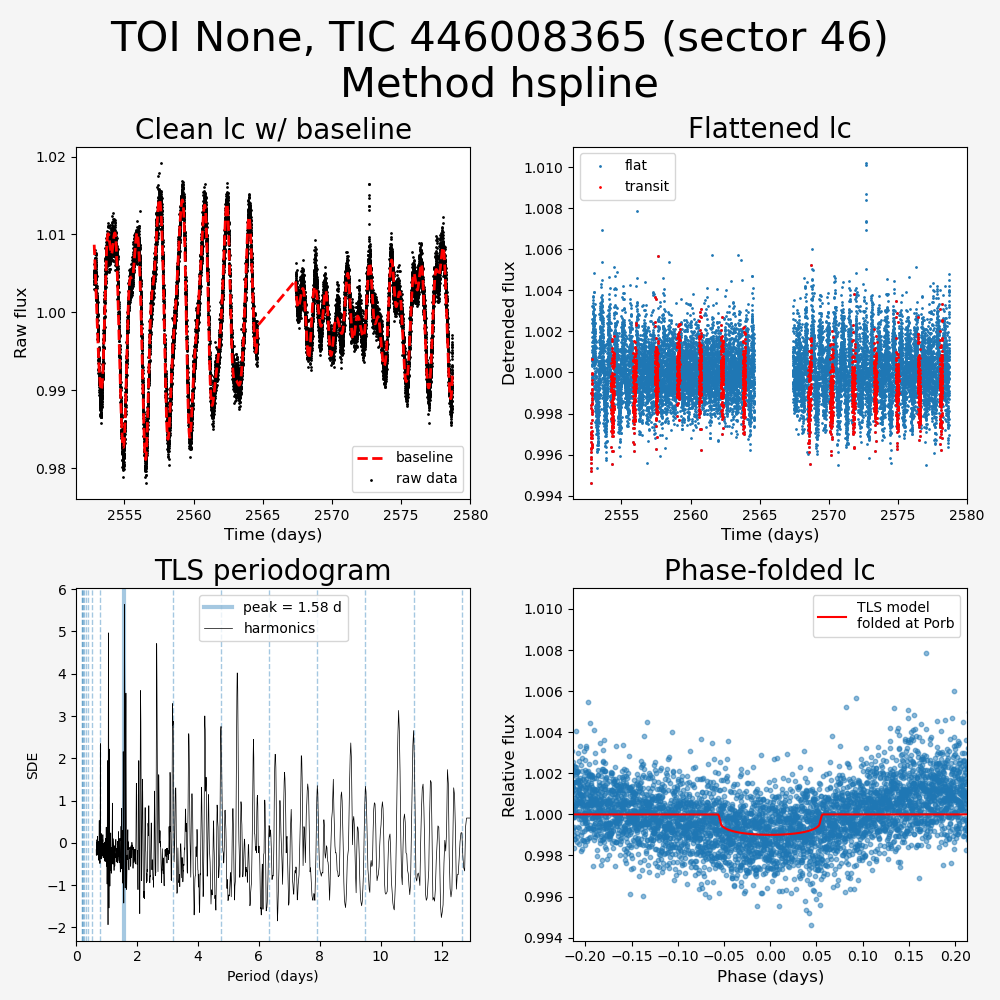 TOI None, TIC 446008365 (sector 46)
Method hspline
Clean lc w/ baseline
Raw flux
1.02
1.01
1.00
0.99
0.98
baseline
raw data
2555 2560 2565 2570 2575 2580
Time (days)
Flattened lc
Detrended flux
1.010
1.008
1.006
1.004
1.002
1.000
0.998
0.996
0.994
flat
transit
2555 2560 2565 2570 2575 2580
Time (days)
TLS periodogram
SDE
6
5
4
3
2
1
0
−1
−2
peak = 1.58 d
harmonics
0 2 4 6 8 10 12
Period (days)
Phase-folded lc
Relative flux
1.010
1.008
1.006
1.004
1.002
1.000
0.998
0.996
0.994
TLS model
folded at Porb
−0.20 −0.15 −0.10 −0.05 0.00 0.05 0.10 0.15 0.20
Phase (days)